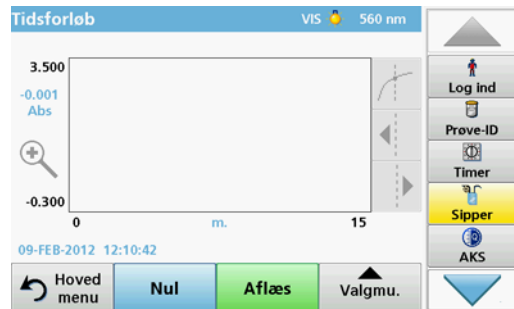 Tidsforløb VIS 560 nm
3.500
-0.001
Abs
-0.300
0 m. 15
09-FEB-2012 12:10:42
Hoved menu
Nul
Aflæs
Valgmu.
Log ind
Prøve-ID
Timer
Sipper
AKS